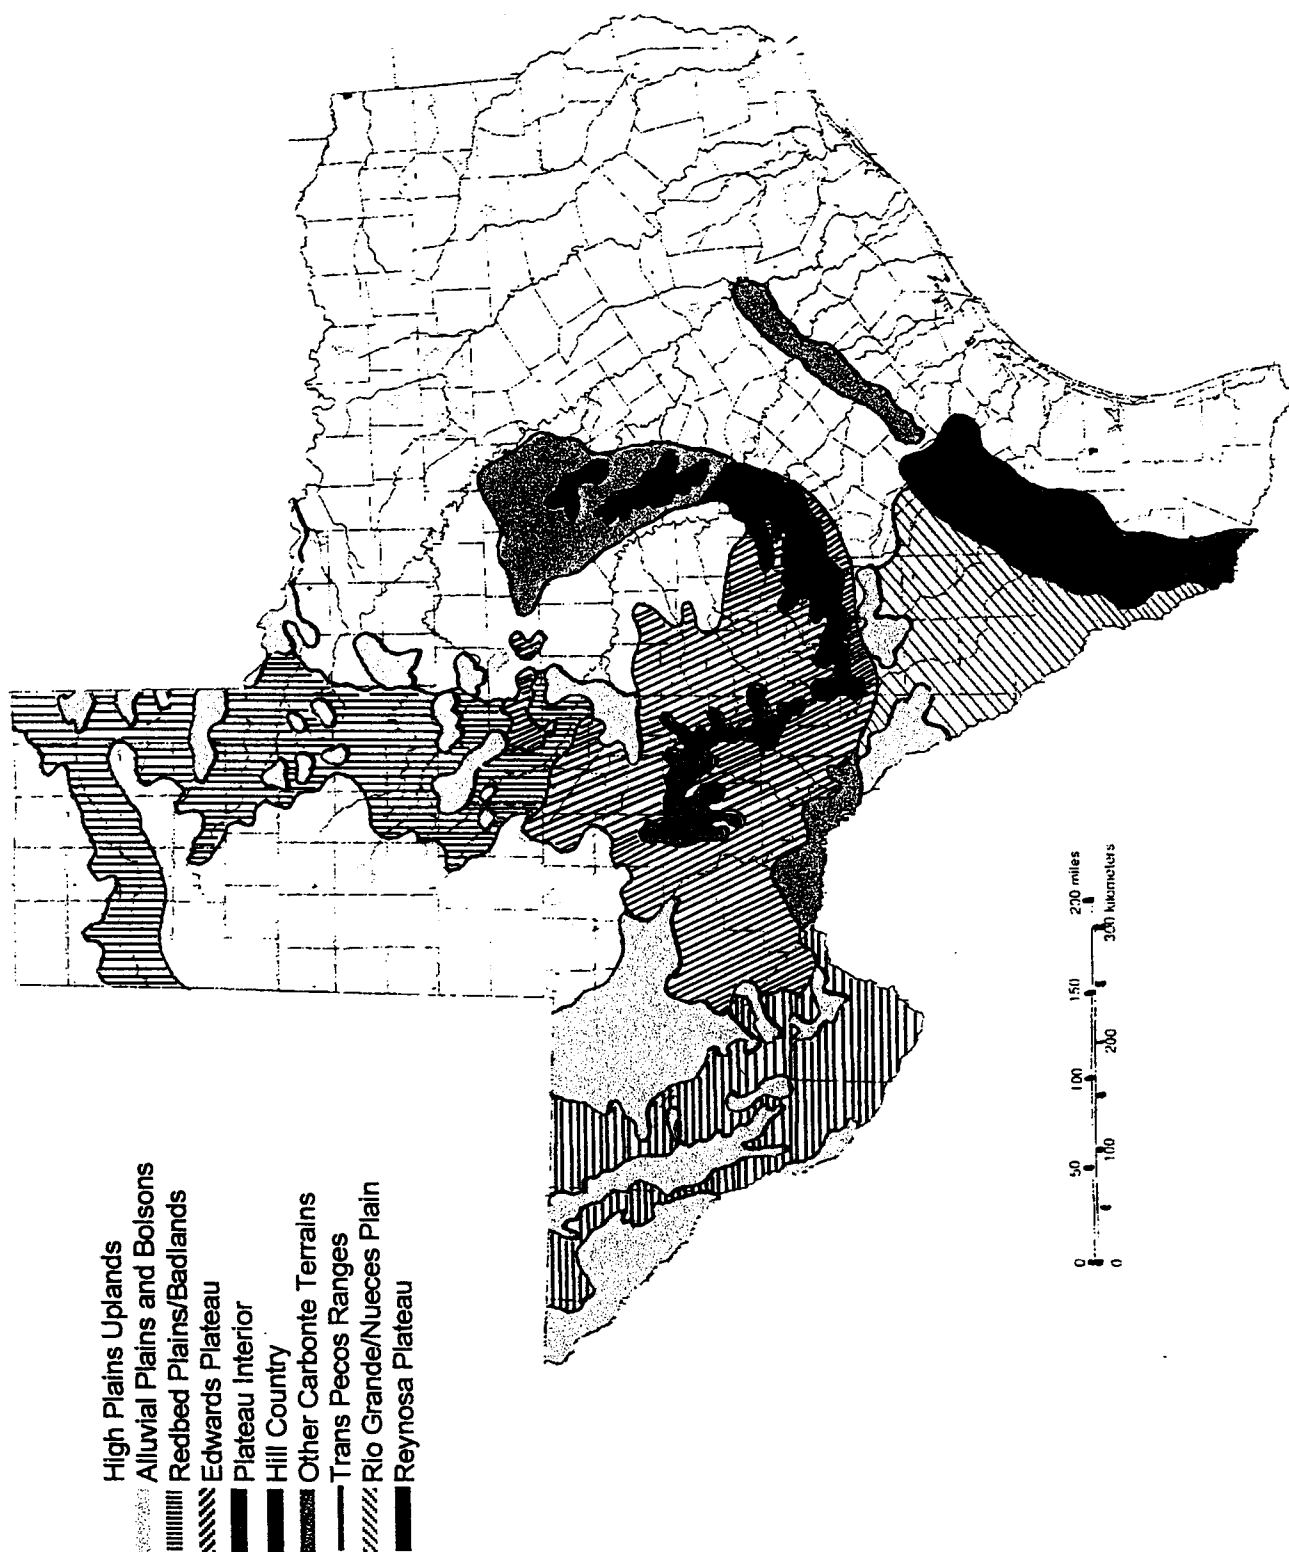 High Plains Uplands
Alluvial Plains and Bolsons
Redbed Plains/Badlands
Edwards Plateau
Plateau Interior
Hill Country
Other Carbonte Terrains
Trans Pecos Ranges
Rio Grande/Nueces Plain
Reynosa Plateau
0 50 100 150 200 miles
0 100 200 300 kilometers